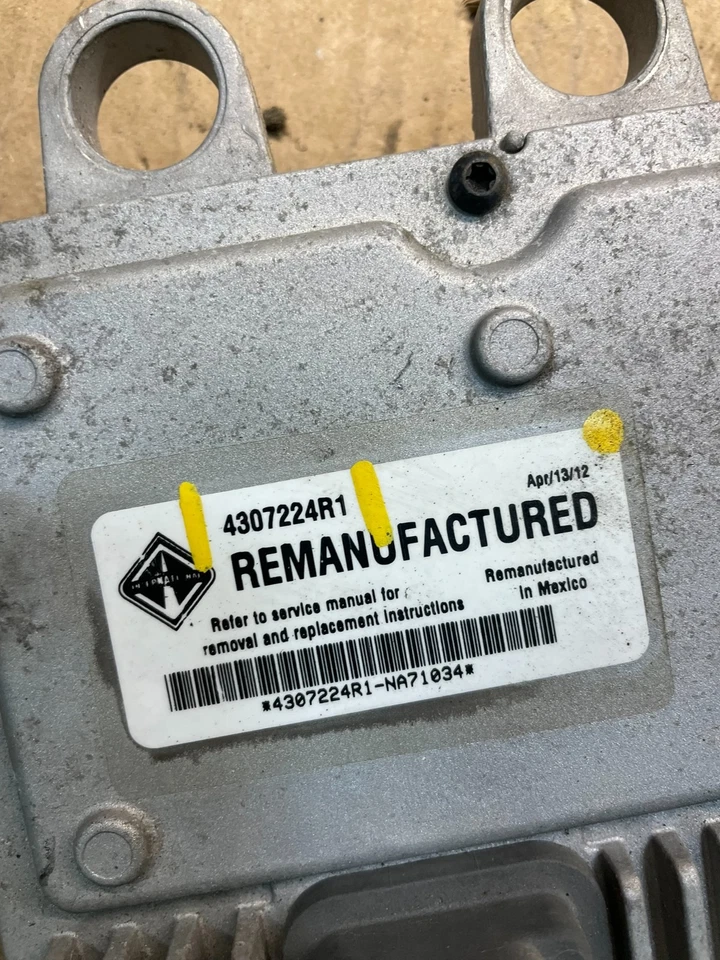 Apr/13/12
4307224R1
REMANUFACTURED
INTERNATIONAL
Refer to service manual for
removal and replacement instructions
Remanufactured
in Mexico
*4307224R1-NA71034*